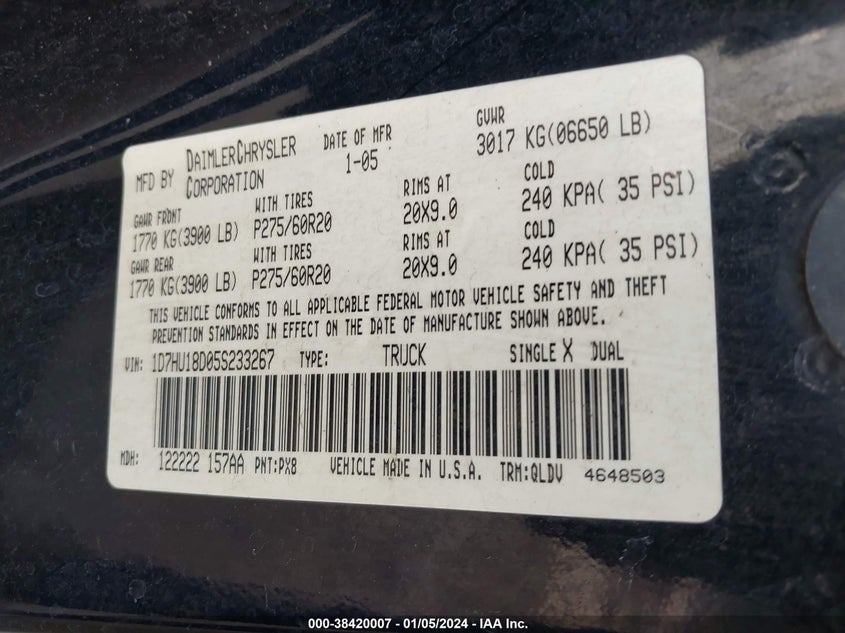 MFD BY DAIMLERCHRYSLER CORPORATION DATE OF MFR 1-05 GVWR 3017 KG(06650 LB)
GAWR FRONT WITH TIRES RIMS AT COLD
1770 KG(3900 LB) P275/60R20 20X9.0 240 KPA( 35 PSI)
GAWR REAR WITH TIRES RIMS AT COLD
1770 KG(3900 LB) P275/60R20 20X9.0 240 KPA( 35 PSI)
THIS VEHICLE CONFORMS TO ALL APPLICABLE FEDERAL MOTOR VEHICLE SAFETY AND THEFT
PREVENTION STANDARDS IN EFFECT ON THE DATE OF MANUFACTURE SHOWN ABOVE.
VIN: 1D7HU18D05S233267 TYPE: TRUCK SINGLE X DUAL
MDH: 122222 157AA PNT:PX8 VEHICLE MADE IN U.S.A. TRM:QLDV 4648503
000-38420007 - 01/05/2024 - IAA Inc.